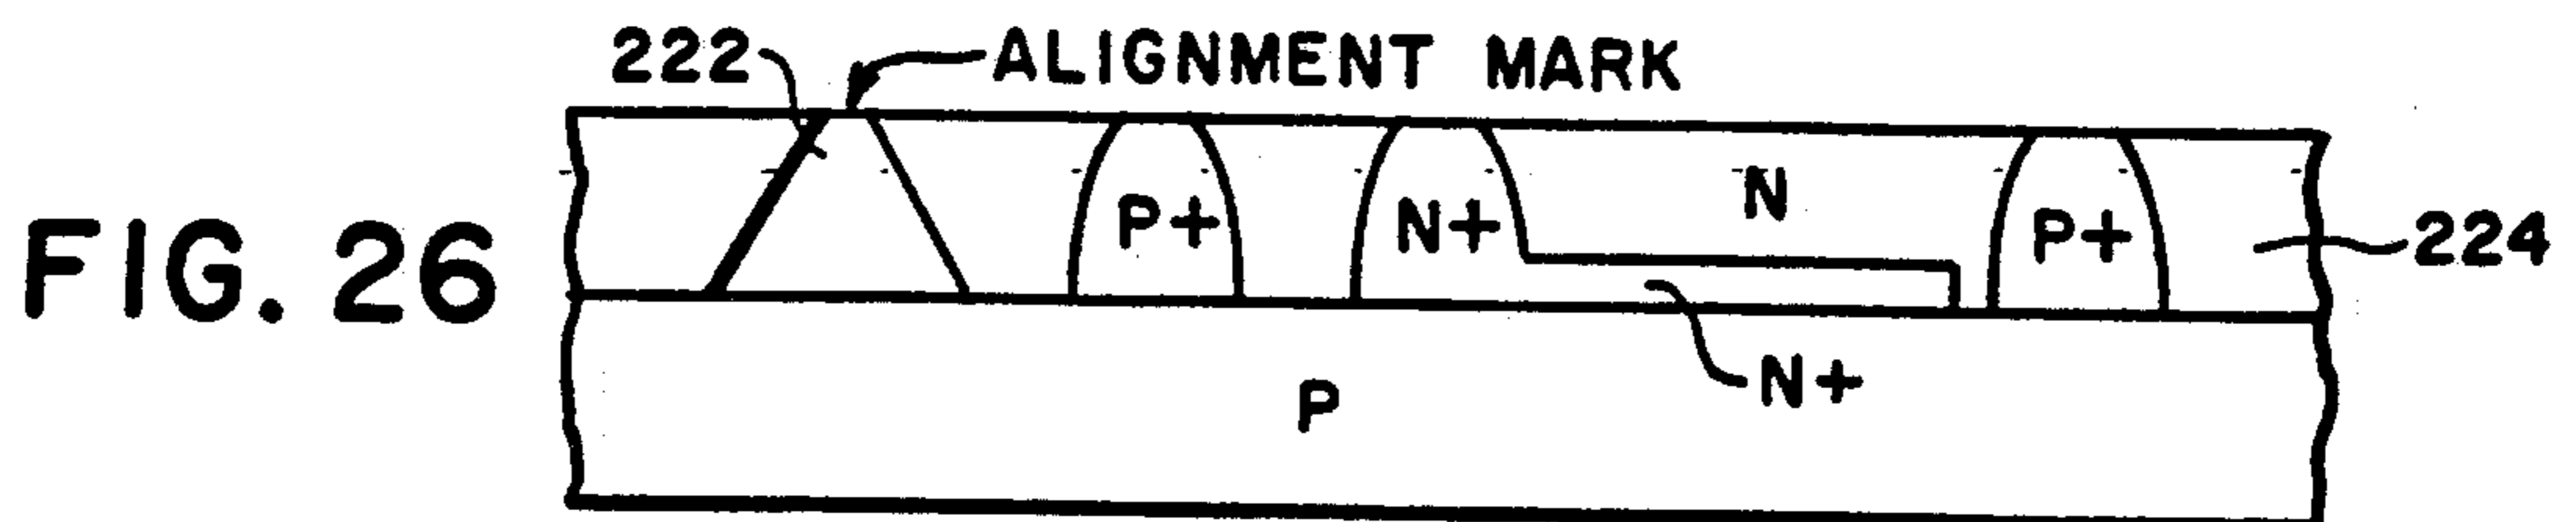 222
ALIGNMENT MARK
FIG. 26
P+
N+
N
P+
224
N+
P